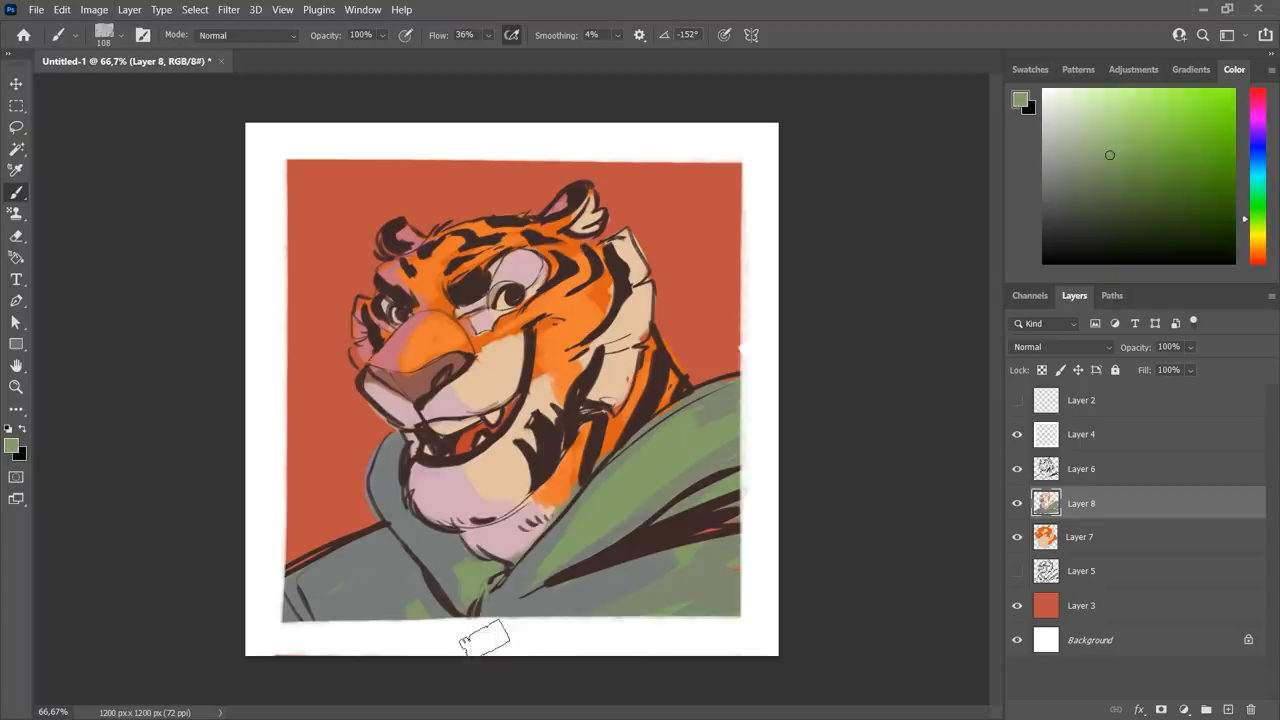 Ps File Edit Image Layer Type Select Filter 3D View Plugins Window Help
108 Mode: Normal Opacity: 100% Flow: 36% Smoothing: 4% -152°
Untitled-1 @ 66,7% (Layer 8, RGB/8#) * ×
Swatches Patterns Adjustments Gradients Color
Channels Layers Paths
Kind
Normal Opacity: 100%
Lock: Fill: 100%
Layer 2
Layer 4
Layer 6
Layer 8
Layer 7
Layer 5
Layer 3
Background
66,67% 1200 px x 1200 px (72 ppi)